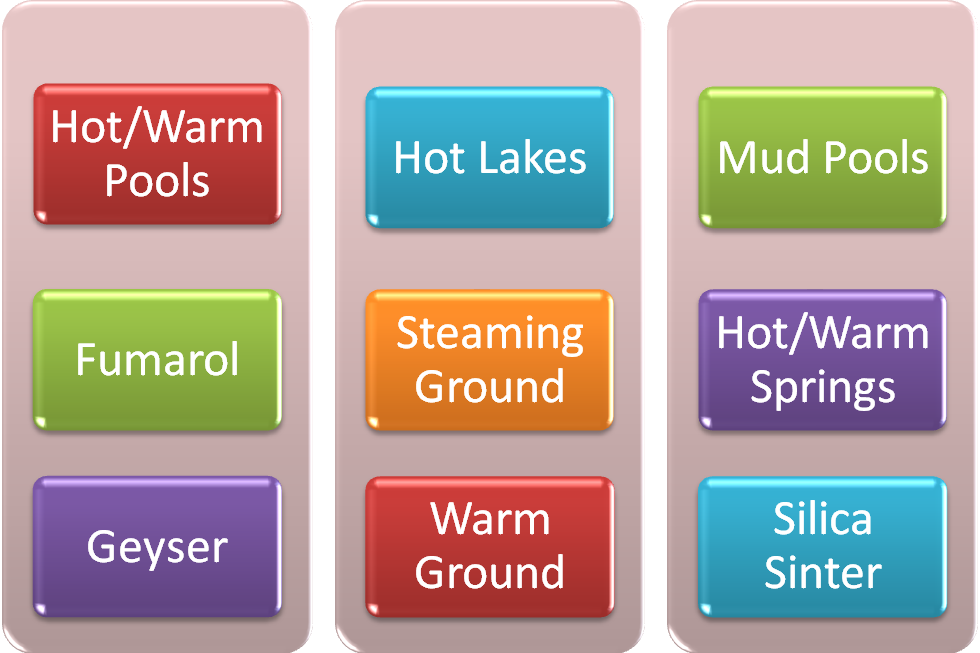 Hot/Warm
Pools
Fumarol
Geyser
Hot Lakes
Steaming
Ground
Warm
Ground
Mud Pools
Hot/Warm
Springs
Silica
Sinter